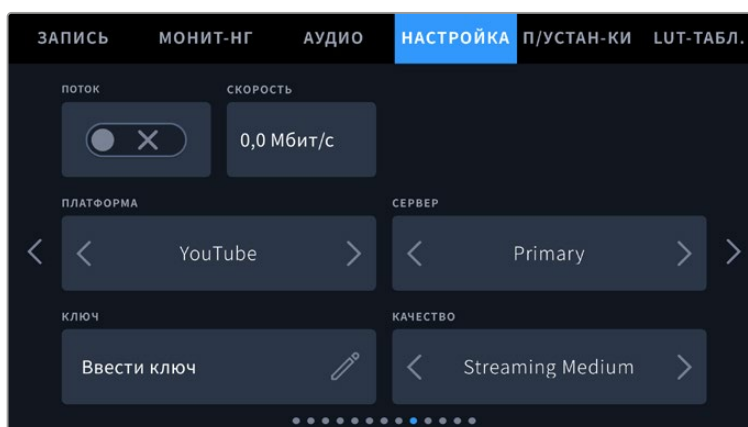 ЗАПИСЬ МОНИТ-НГ АУДИО НАСТРОЙКА П/УСТАН-КИ LUT-ТАБЛ.
ПОТОК СКОРОСТЬ
0,0 Мбит/с
ПЛАТФОРМА СЕРВЕР
YouTube Primary
КЛЮЧ КАЧЕСТВО
Ввести ключ Streaming Medium